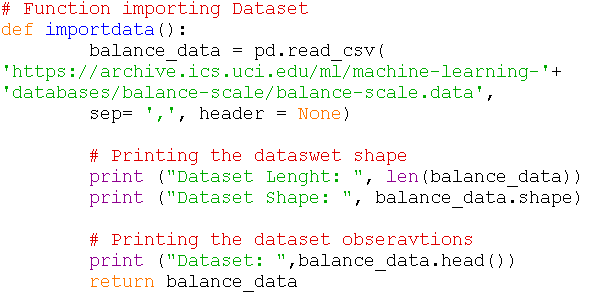 # Function importing Dataset
def importdata():
        balance_data = pd.read_csv(
'https://archive.ics.uci.edu/ml/machine-learning-'+
'databases/balance-scale/balance-scale.data',
        sep= ',', header = None)

        # Printing the dataswet shape
        print ("Dataset Lenght: ", len(balance_data))
        print ("Dataset Shape: ", balance_data.shape)

        # Printing the dataset obseravtions
        print ("Dataset: ",balance_data.head())
        return balance_data